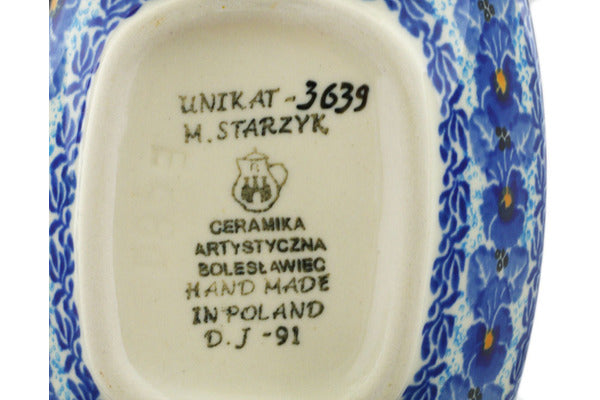 UNIKAT-3639
M. STARZYK
CERAMIKA
ARTYSTYCZNA
BOLESŁAWIEC
HAND MADE
IN POLAND
D.J-91